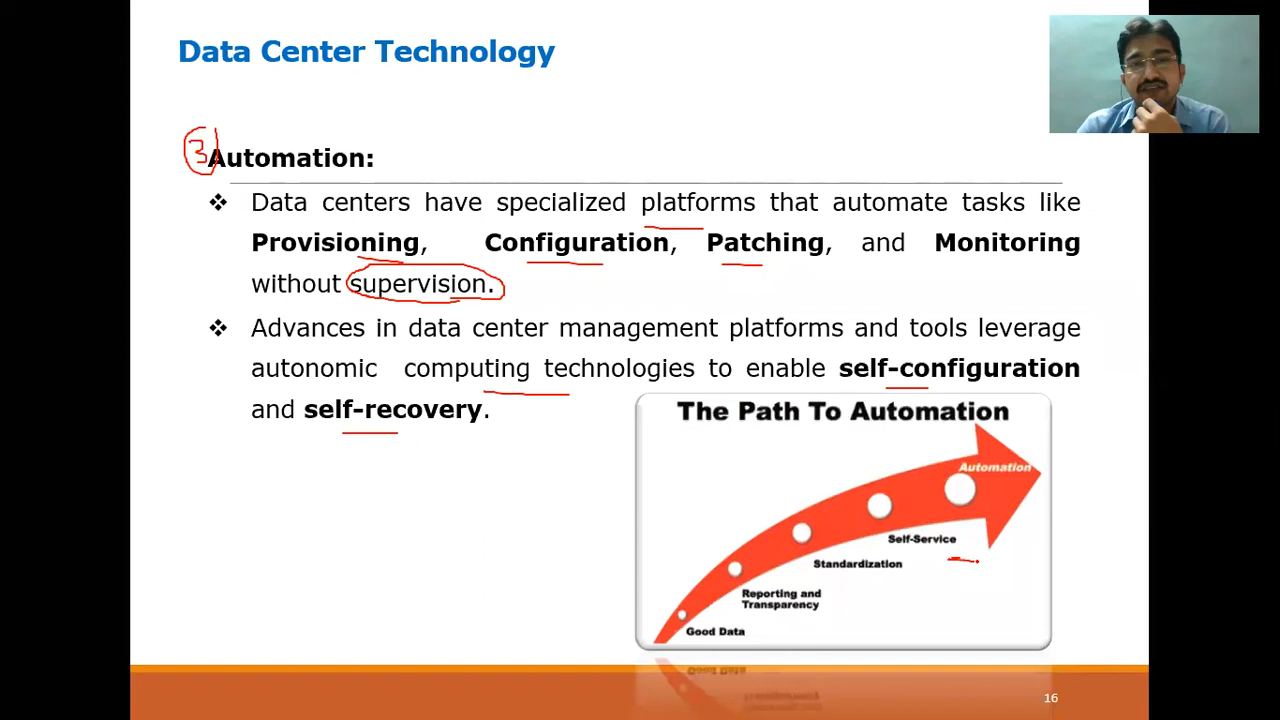 Data Center Technology
3
Automation:
❖ Data centers have specialized platforms that automate tasks like
Provisioning, Configuration, Patching, and Monitoring
without supervision.
❖ Advances in data center management platforms and tools leverage
autonomic computing technologies to enable self-configuration
and self-recovery.
The Path To Automation
Automation
Self-Service
Standardization
Reporting and
Transparency
Good Data
Good Data
16